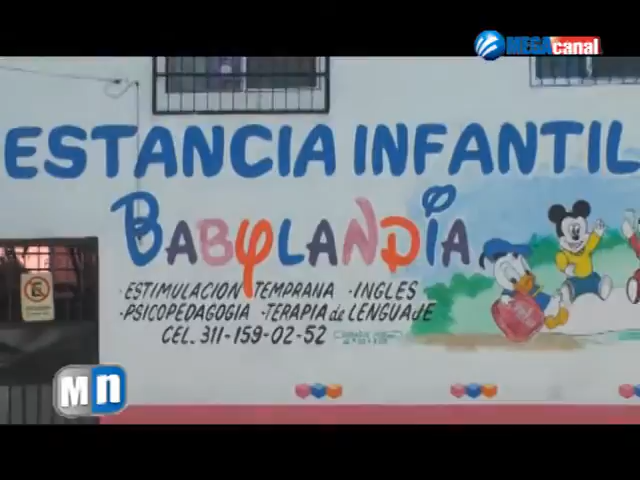 MEGAcanal
ESTANCIA INFANTIL
BABYLANDIA
·ESTIMULACION TEMPRANA ·INGLES
·PSICOPEDAGOGIA ·TERAPIA de LENGUAJE
CEL. 311-159-02-52
E
Mn